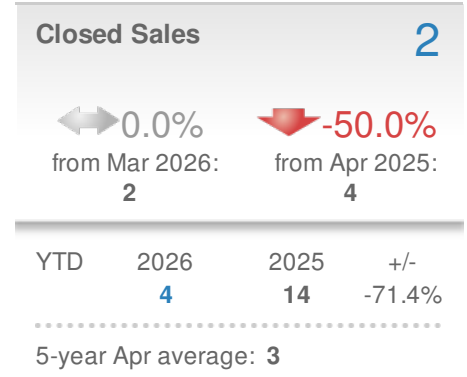 Closed Sales 2
0.0% -50.0%
from Mar 2026: from Apr 2025:
2 4
YTD 2026 2025 +/-
4 14 -71.4%
5-year Apr average: 3